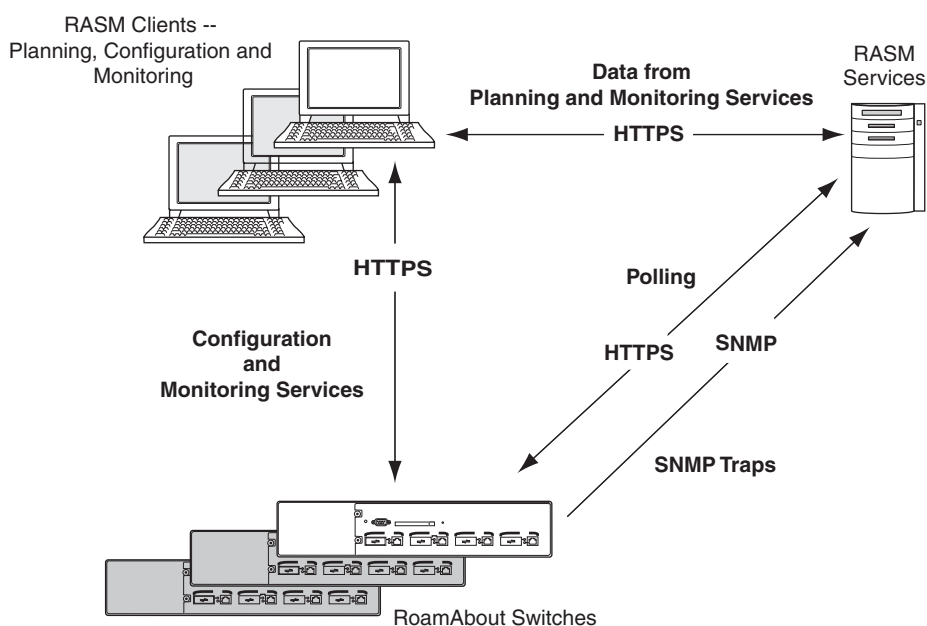 RASM Clients --
Planning, Configuration and
Monitoring
Data from
Planning and Monitoring Services
HTTPS
RASM
Services
HTTPS
Configuration
and
Monitoring Services
Polling
HTTPS
SNMP
SNMP Traps
RoamAbout Switches